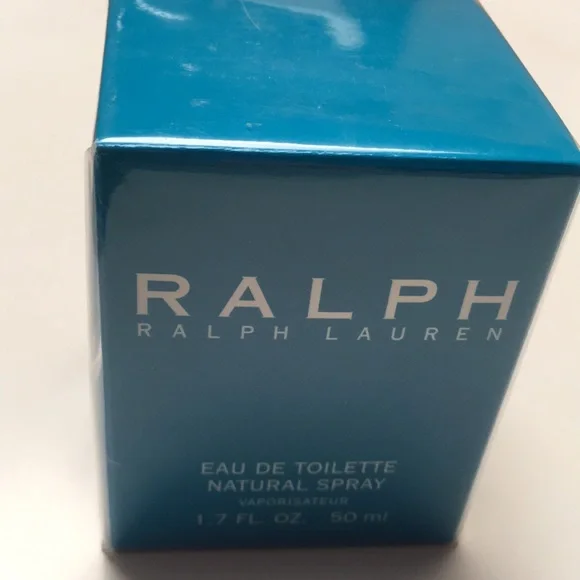 RALPH
RALPH LAUREN
EAU DE TOILETTE
NATURAL SPRAY
VAPORISATEUR
1.7 FL. OZ. 50 ml